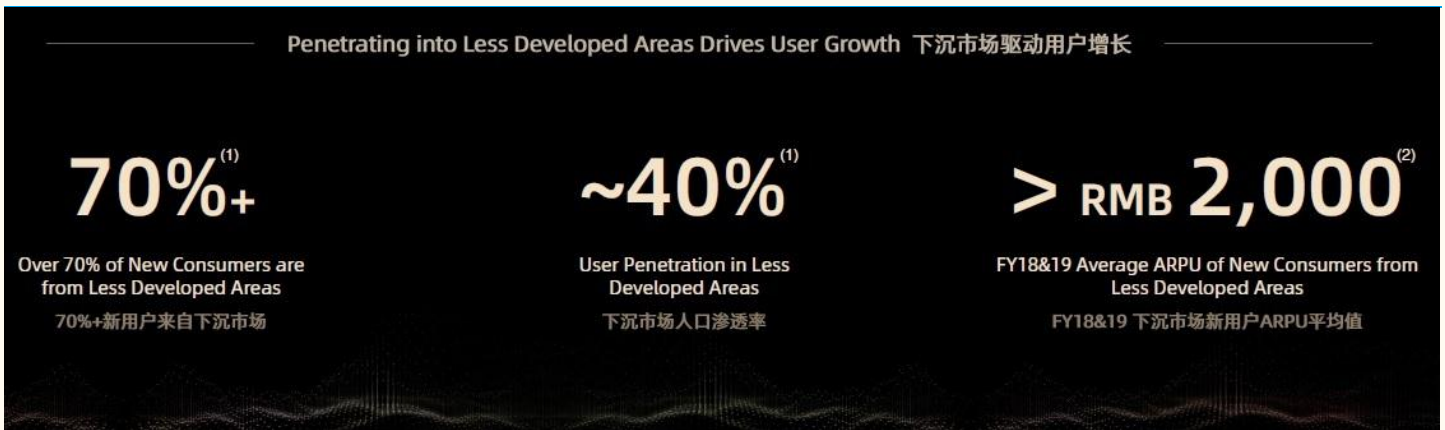 Penetrating into Less Developed Areas Drives User Growth 下沉市场驱动用户增长
70%+(1)
Over 70% of New Consumers are
from Less Developed Areas
70%+新用户来自下沉市场
~40%(1)
User Penetration in Less
Developed Areas
下沉市场人口渗透率
> RMB 2,000(2)
FY18&19 Average ARPU of New Consumers from
Less Developed Areas
FY18&19 下沉市场新用户ARPU平均值